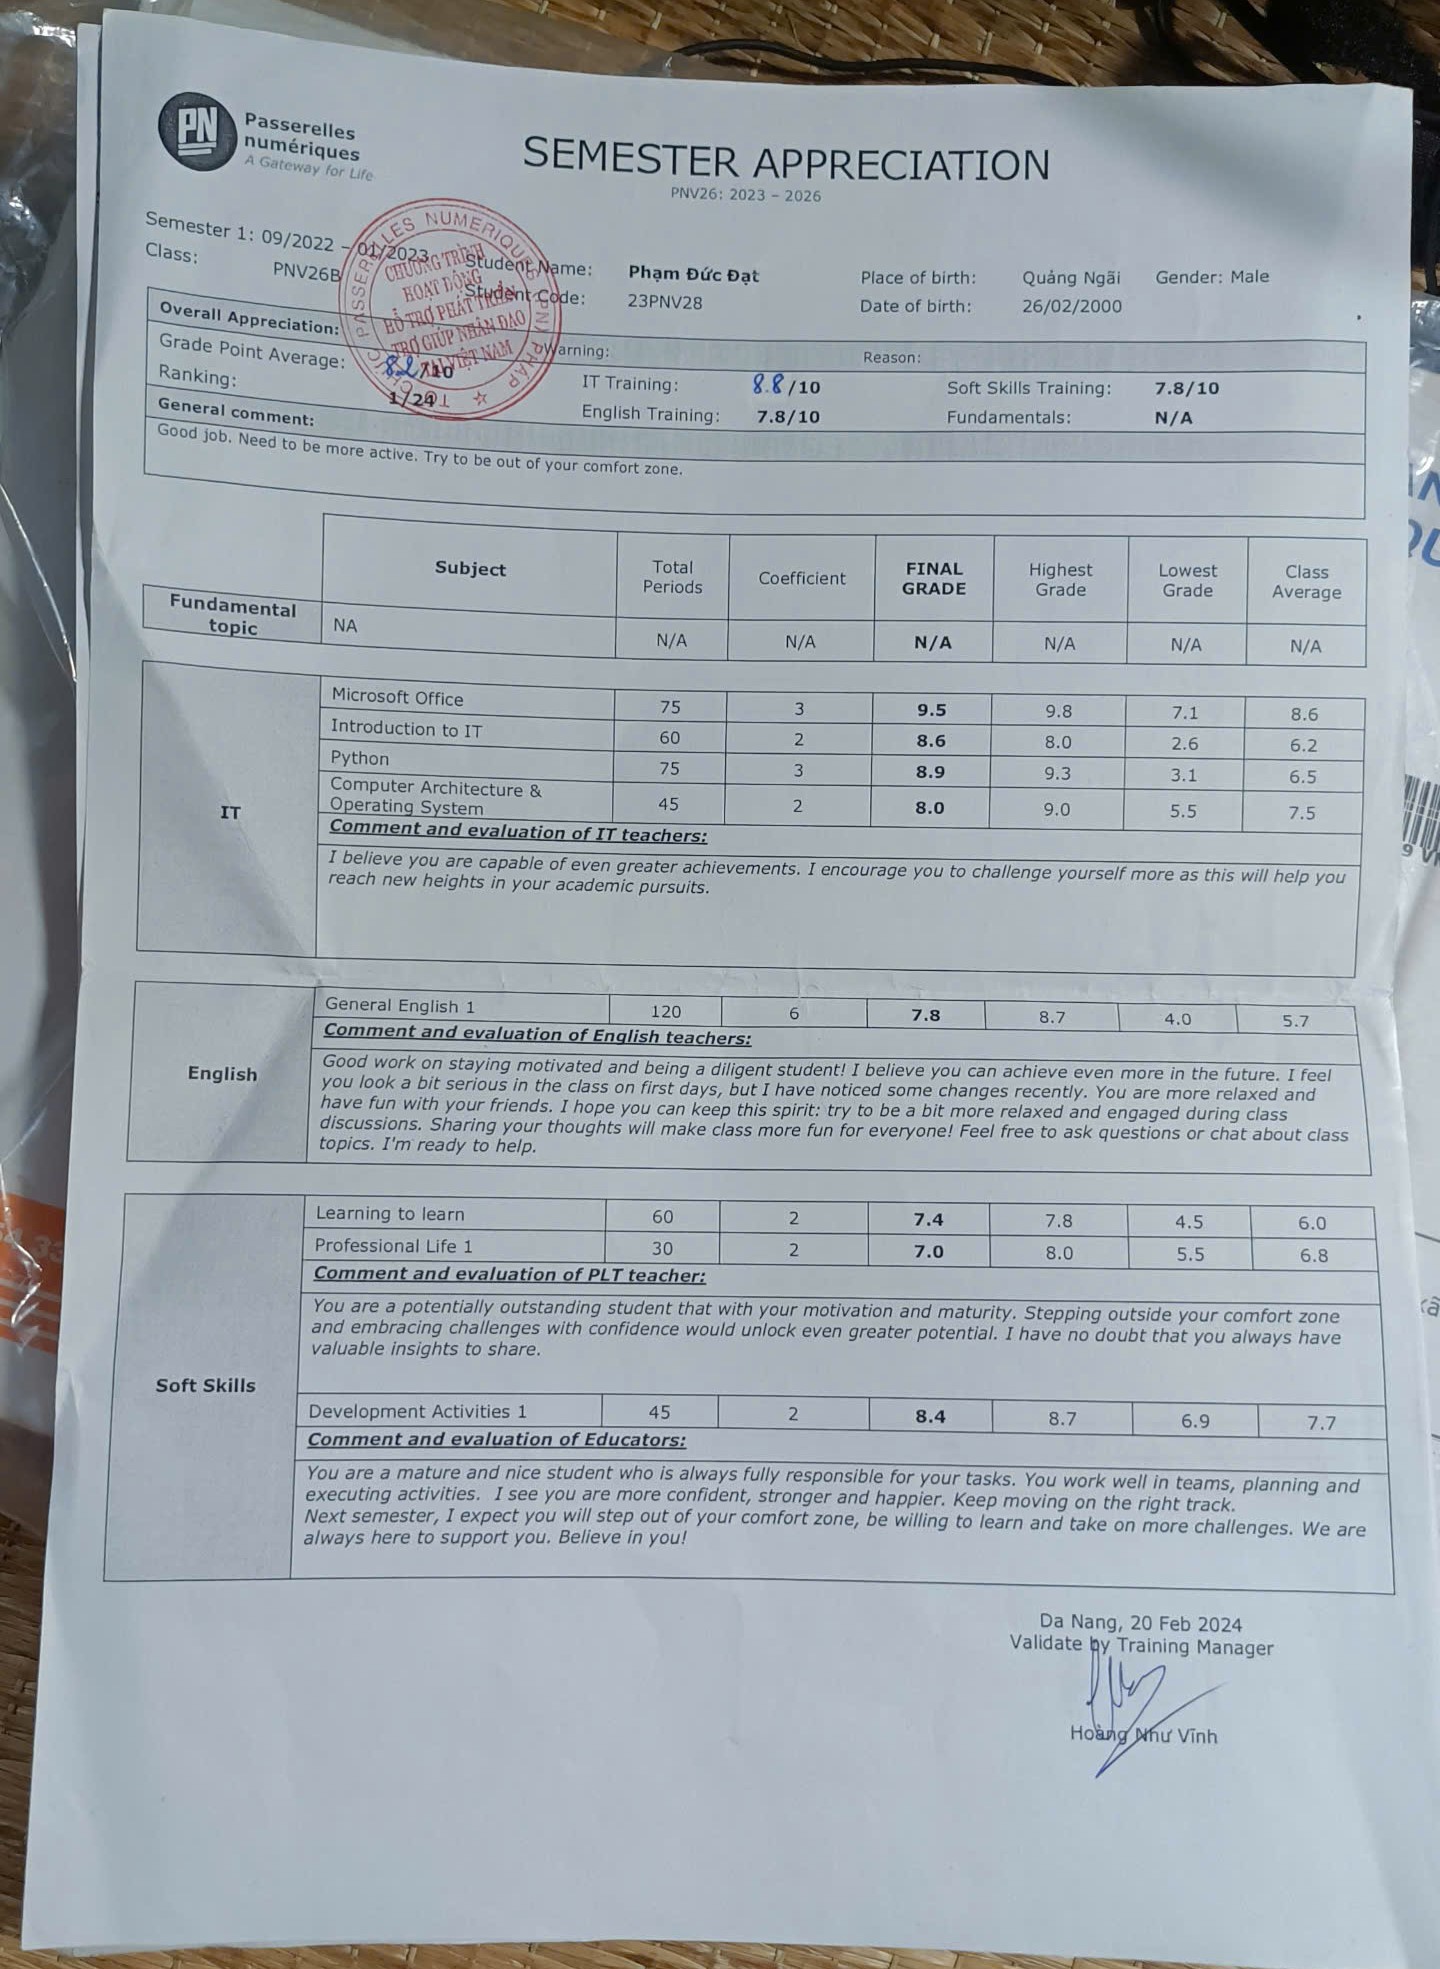 PN
Passerelles
numériques
A Gateway for Life
SEMESTER APPRECIATION
PNV26: 2023 – 2026
Semester 1: 09/2022 – 01/2023 Student Name: Phạm Đức Đạt Place of birth: Quảng Ngãi Gender: Male
Class: PNV26B Student Code: 23PNV28 Date of birth: 26/02/2000
TỔ CHỨC PASSERELLES NUMERIQUES (PN) PHÁP
CHƯƠNG TRÌNH
HOẠT ĐỘNG
HỖ TRỢ PHÁT TRIỂN
TRỢ GIÚP NHÂN ĐẠO
TẠI VIỆT NAM
Overall Appreciation: Warning: Reason:
Grade Point Average: 8.2/10 IT Training: 8.8/10 Soft Skills Training: 7.8/10
Ranking: 1/24 English Training: 7.8/10 Fundamentals: N/A
General comment:
Good job. Need to be more active. Try to be out of your comfort zone.
Subject Total Periods Coefficient FINAL GRADE Highest Grade Lowest Grade Class Average
Fundamental topic NA N/A N/A N/A N/A N/A N/A
IT
Microsoft Office 75 3 9.5 9.8 7.1 8.6
Introduction to IT 60 2 8.6 8.0 2.6 6.2
Python 75 3 8.9 9.3 3.1 6.5
Computer Architecture &
Operating System 45 2 8.0 9.0 5.5 7.5
Comment and evaluation of IT teachers:
I believe you are capable of even greater achievements. I encourage you to challenge yourself more as this will help you
reach new heights in your academic pursuits.
English
General English 1 120 6 7.8 8.7 4.0 5.7
Comment and evaluation of English teachers:
Good work on staying motivated and being a diligent student! I believe you can achieve even more in the future. I feel
you look a bit serious in the class on first days, but I have noticed some changes recently. You are more relaxed and
have fun with your friends. I hope you can keep this spirit: try to be a bit more relaxed and engaged during class
discussions. Sharing your thoughts will make class more fun for everyone! Feel free to ask questions or chat about class
topics. I'm ready to help.
Soft Skills
Learning to learn 60 2 7.4 7.8 4.5 6.0
Professional Life 1 30 2 7.0 8.0 5.5 6.8
Comment and evaluation of PLT teacher:
You are a potentially outstanding student that with your motivation and maturity. Stepping outside your comfort zone
and embracing challenges with confidence would unlock even greater potential. I have no doubt that you always have
valuable insights to share.
Development Activities 1 45 2 8.4 8.7 6.9 7.7
Comment and evaluation of Educators:
You are a mature and nice student who is always fully responsible for your tasks. You work well in teams, planning and
executing activities. I see you are more confident, stronger and happier. Keep moving on the right track.
Next semester, I expect you will step out of your comfort zone, be willing to learn and take on more challenges. We are
always here to support you. Believe in you!
Da Nang, 20 Feb 2024
Validate by Training Manager
Hoàng Như Vĩnh